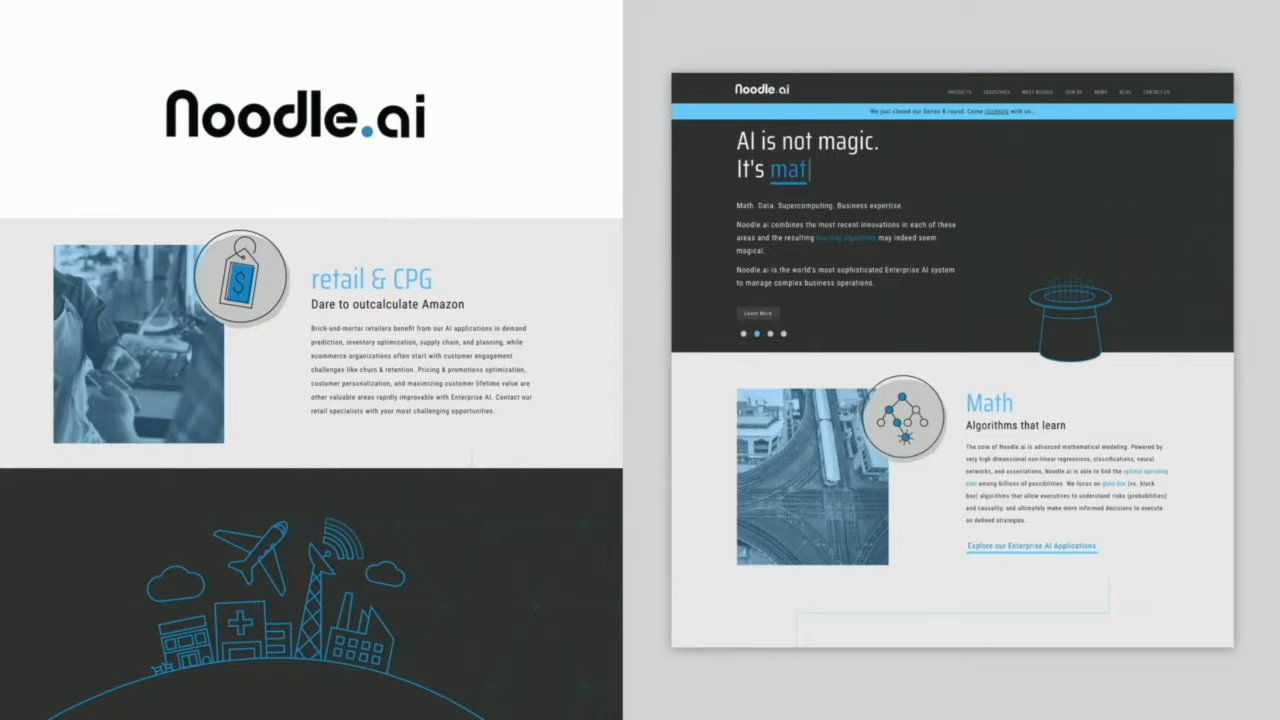 Noodle.ai
retail & CPG
Dare to outcalculate Amazon
Brick-and-mortar retailers benefit from our AI applications in demand
prediction, inventory optimization, supply chain, and planning, while
ecommerce organizations often start with customer engagement
challenges like churn & retention. Pricing & promotions optimization,
customer personalization, and maximizing customer lifetime value are
other valuable areas rapidly improvable with Enterprise AI. Contact our
retail specialists with your most challenging opportunities.
Noodle.ai
PRODUCTS INDUSTRIES MEET NOODLE JOIN US NEWS BLOG CONTACT US
We just closed our Series B round. Come CELEBRATE with us...
AI is not magic.
It's mat
Math. Data. Supercomputing. Business expertise.
Noodle.ai combines the most recent innovations in each of these
areas and the resulting learning algorithms may indeed seem
magical.
Noodle.ai is the world's most sophisticated Enterprise AI system
to manage complex business operations.
Learn More
Math
Algorithms that learn
The core of Noodle.ai is advanced mathematical modeling. Powered by
very high dimensional non-linear regressions, classifications, neural
networks, and associations, Noodle.ai is able to find the optimal operating
plan among billions of possibilities. We focus on glass box (vs. black
box) algorithms that allow executives to understand risks (probabilities)
and causality, and ultimately make more informed decisions to execute
on defined strategies.
Explore our Enterprise AI Applications